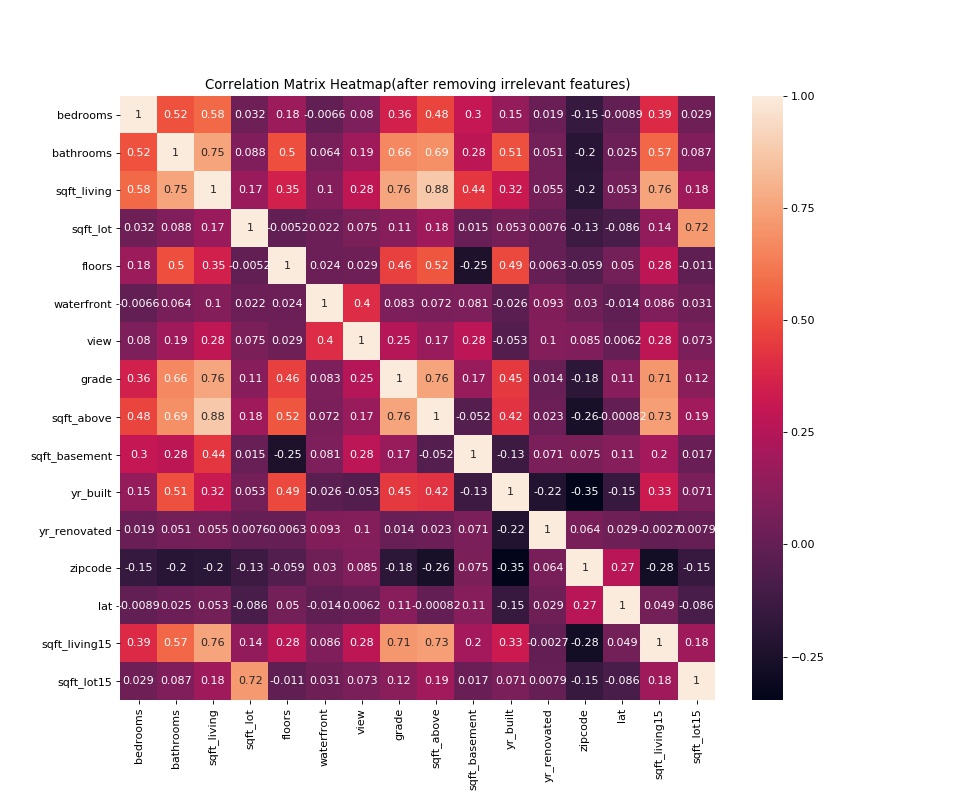 Correlation Matrix Heatmap(after removing irrelevant features)
bedrooms 1 0.52 0.58 0.032 0.18 -0.0066 0.08 0.36 0.48 0.3 0.15 0.019 -0.15 -0.0089 0.39 0.029
bathrooms 0.52 1 0.75 0.088 0.5 0.064 0.19 0.66 0.69 0.28 0.51 0.051 -0.2 0.025 0.57 0.087
sqft_living 0.58 0.75 1 0.17 0.35 0.1 0.28 0.76 0.88 0.44 0.32 0.055 -0.2 0.053 0.76 0.18
sqft_lot 0.032 0.088 0.17 1 -0.0052 0.022 0.075 0.11 0.18 0.015 0.053 0.0076 -0.13 -0.086 0.14 0.72
floors 0.18 0.5 0.35 -0.0052 1 0.024 0.029 0.46 0.52 -0.25 0.49 0.0063 -0.059 0.05 0.28 -0.011
waterfront -0.0066 0.064 0.1 0.022 0.024 1 0.4 0.083 0.072 0.081 -0.026 0.093 0.03 -0.014 0.086 0.031
view 0.08 0.19 0.28 0.075 0.029 0.4 1 0.25 0.17 0.28 -0.053 0.1 0.085 0.0062 0.28 0.073
grade 0.36 0.66 0.76 0.11 0.46 0.083 0.25 1 0.76 0.17 0.45 0.014 -0.18 0.11 0.71 0.12
sqft_above 0.48 0.69 0.88 0.18 0.52 0.072 0.17 0.76 1 -0.052 0.42 0.023 -0.26 -0.00082 0.73 0.19
sqft_basement 0.3 0.28 0.44 0.015 -0.25 0.081 0.28 0.17 -0.052 1 -0.13 0.071 0.075 0.11 0.2 0.017
yr_built 0.15 0.51 0.32 0.053 0.49 -0.026 -0.053 0.45 0.42 -0.13 1 -0.22 -0.35 -0.15 0.33 0.071
yr_renovated 0.019 0.051 0.055 0.0076 0.0063 0.093 0.1 0.014 0.023 0.071 -0.22 1 0.064 0.029 -0.0027 0.0079
zipcode -0.15 -0.2 -0.2 -0.13 -0.059 0.03 0.085 -0.18 -0.26 0.075 -0.35 0.064 1 0.27 -0.28 -0.15
lat -0.0089 0.025 0.053 -0.086 0.05 -0.014 0.0062 0.11 -0.00082 0.11 -0.15 0.029 0.27 1 0.049 -0.086
sqft_living15 0.39 0.57 0.76 0.14 0.28 0.086 0.28 0.71 0.73 0.2 0.33 -0.0027 -0.28 0.049 1 0.18
sqft_lot15 0.029 0.087 0.18 0.72 -0.011 0.031 0.073 0.12 0.19 0.017 0.071 0.0079 -0.15 -0.086 0.18 1
bedrooms
bathrooms
sqft_living
sqft_lot
floors
waterfront
view
grade
sqft_above
sqft_basement
yr_built
yr_renovated
zipcode
lat
sqft_living15
sqft_lot15
1.00
0.75
0.50
0.25
0.00
−0.25